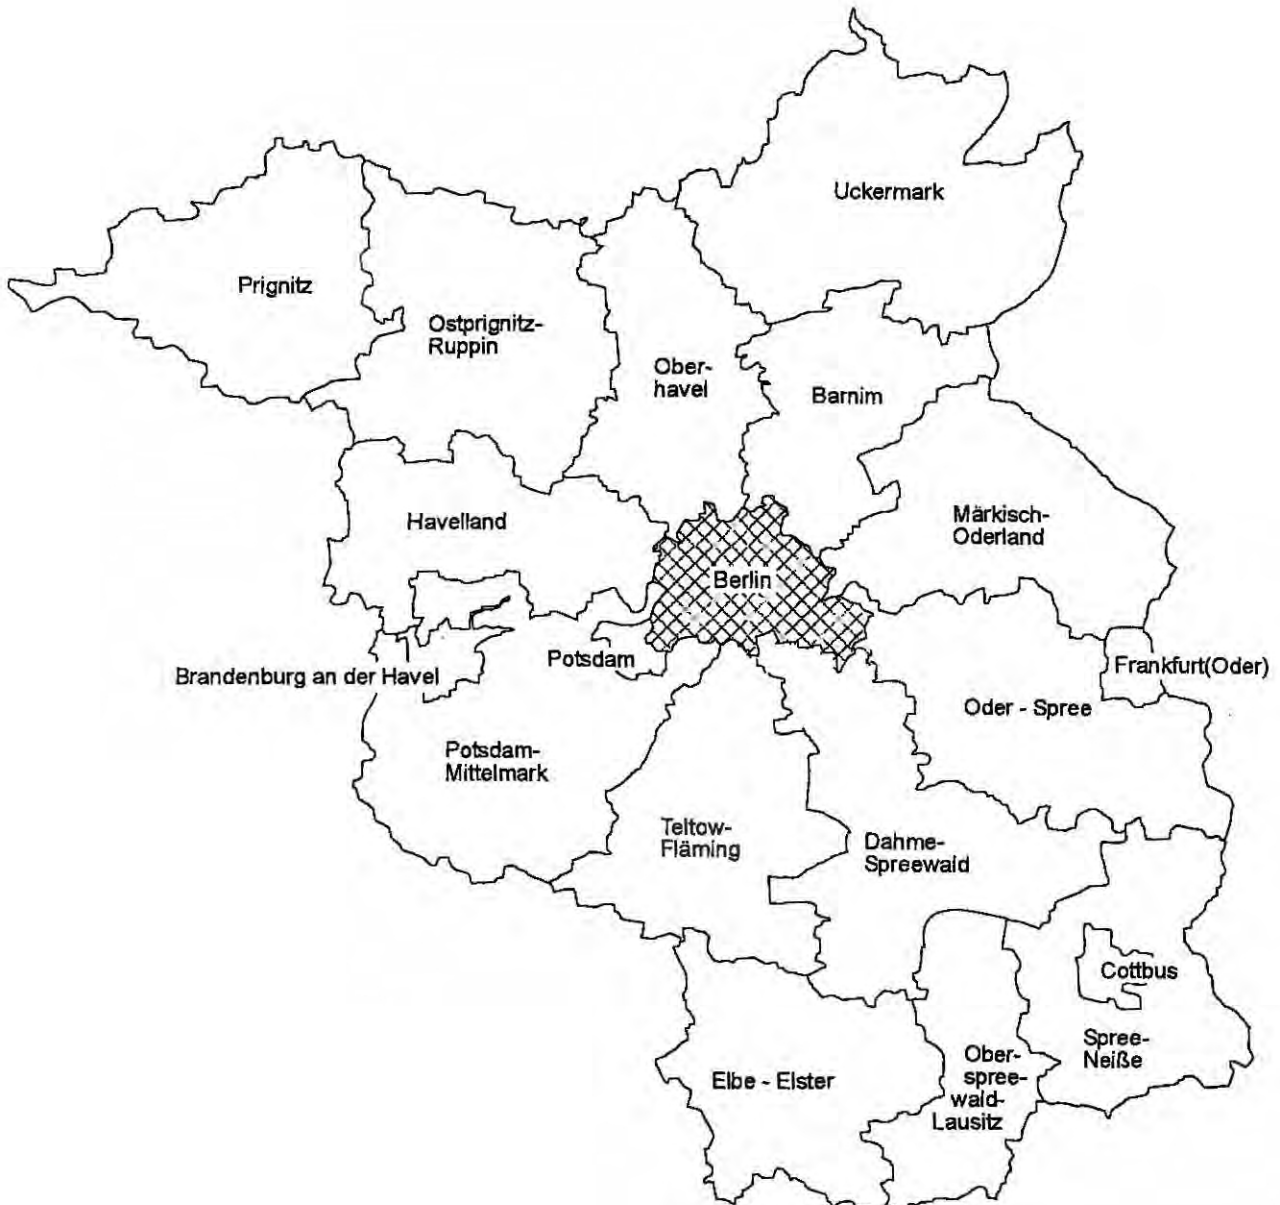 Uckermark
Prignitz
Ostprignitz-
Ruppin
Ober-
havel
Barnim
Havelland
Märkisch-
Oderland
Berlin
Potsdam
Brandenburg an der Havel
Frankfurt(Oder)
Oder - Spree
Potsdam-
Mittelmark
Teltow-
Fläming
Dahme-
Spreewald
Cottbus
Spree-
Neiße
Elbe - Elster
Ober-
spree-
wald-
Lausitz